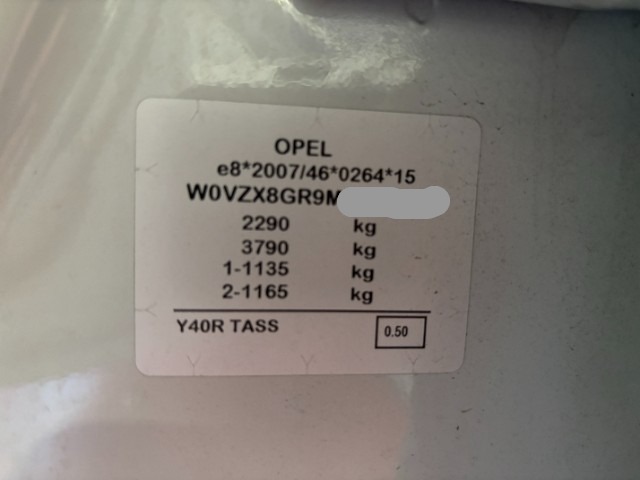 OPEL
e8*2007/46*0264*15
W0VZX8GR9M
2290 kg
3790 kg
1-1135 kg
2-1165 kg
Y40R TASS 0.50